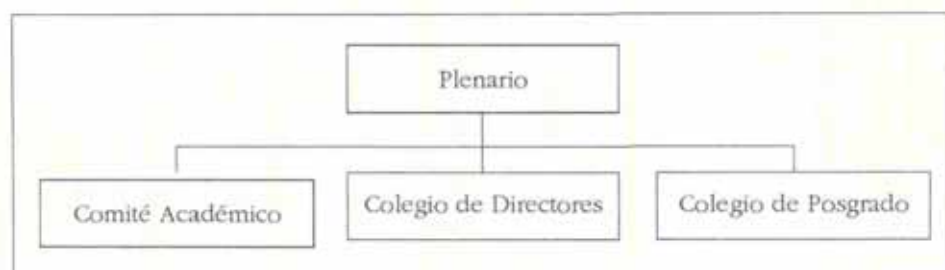 Plenario
Comité Académico
Colegio de Directores
Colegio de Posgrado